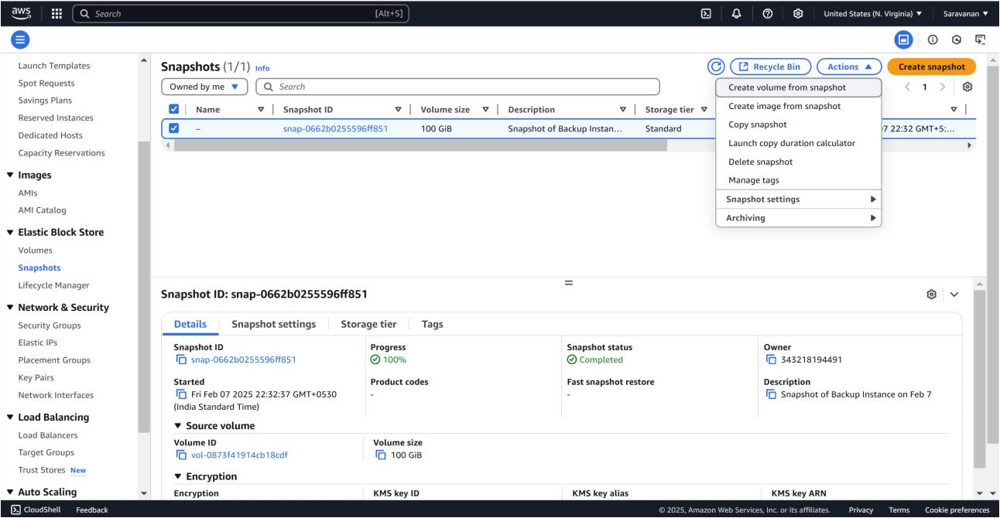 aws
Search
[Alt+S]
United States (N. Virginia)
Saravanan
Launch Templates
Spot Requests
Savings Plans
Reserved Instances
Dedicated Hosts
Capacity Reservations
Images
AMIs
AMI Catalog
Elastic Block Store
Volumes
Snapshots
Lifecycle Manager
Network & Security
Security Groups
Elastic IPs
Placement Groups
Key Pairs
Network Interfaces
Load Balancing
Load Balancers
Target Groups
Trust Stores New
Auto Scaling
Snapshots (1/1) Info
Recycle Bin
Actions
Create snapshot
Owned by me
Search
1
Name
Snapshot ID
Volume size
Description
Storage tier
–
snap-0662b0255596ff851
100 GiB
Snapshot of Backup Instan...
Standard
7 22:32 GMT+5:...
Create volume from snapshot
Create image from snapshot
Copy snapshot
Launch copy duration calculator
Delete snapshot
Manage tags
Snapshot settings
Archiving
Snapshot ID: snap-0662b0255596ff851
Details
Snapshot settings
Storage tier
Tags
Snapshot ID
snap-0662b0255596ff851
Progress
100%
Snapshot status
Completed
Owner
343218194491
Started
Fri Feb 07 2025 22:32:37 GMT+0530
(India Standard Time)
Product codes
-
Fast snapshot restore
-
Description
Snapshot of Backup Instance on Feb 7
Source volume
Volume ID
vol-0873f41914cb18cdf
Volume size
100 GiB
Encryption
Encryption
KMS key ID
KMS key alias
KMS key ARN
CloudShell
Feedback
© 2025, Amazon Web Services, Inc. or its affiliates.
Privacy
Terms
Cookie preferences